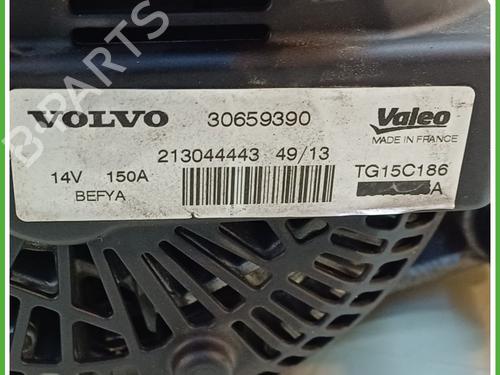 VOLVO 30659390 Valeo
MADE IN FRANCE
213044443 49/13
14V 150A TG15C186
BEFYA A
B-PARTS